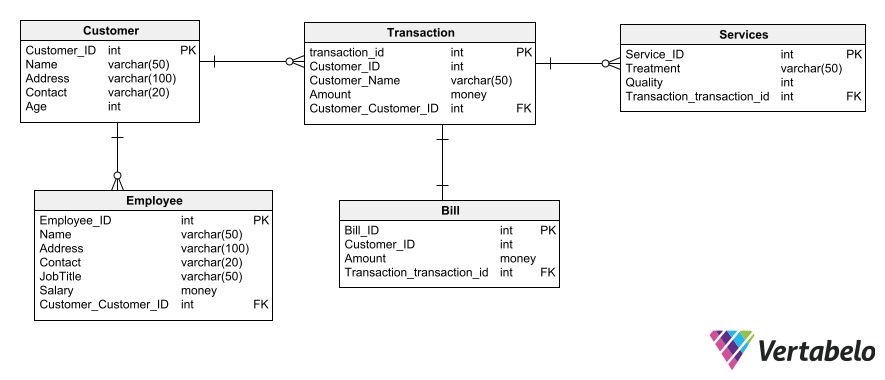 Customer
Customer_ID int PK
Name varchar(50)
Address varchar(100)
Contact varchar(20)
Age int
Transaction
transaction_id int PK
Customer_ID int
Customer_Name varchar(50)
Amount money
Customer_Customer_ID int FK
Services
Service_ID int PK
Treatment varchar(50)
Quality int
Transaction_transaction_id int FK
Employee
Employee_ID int PK
Name varchar(50)
Address varchar(100)
Contact varchar(20)
JobTitle varchar(50)
Salary money
Customer_Customer_ID int FK
Bill
Bill_ID int PK
Customer_ID int
Amount money
Transaction_transaction_id int FK
Vertabelo